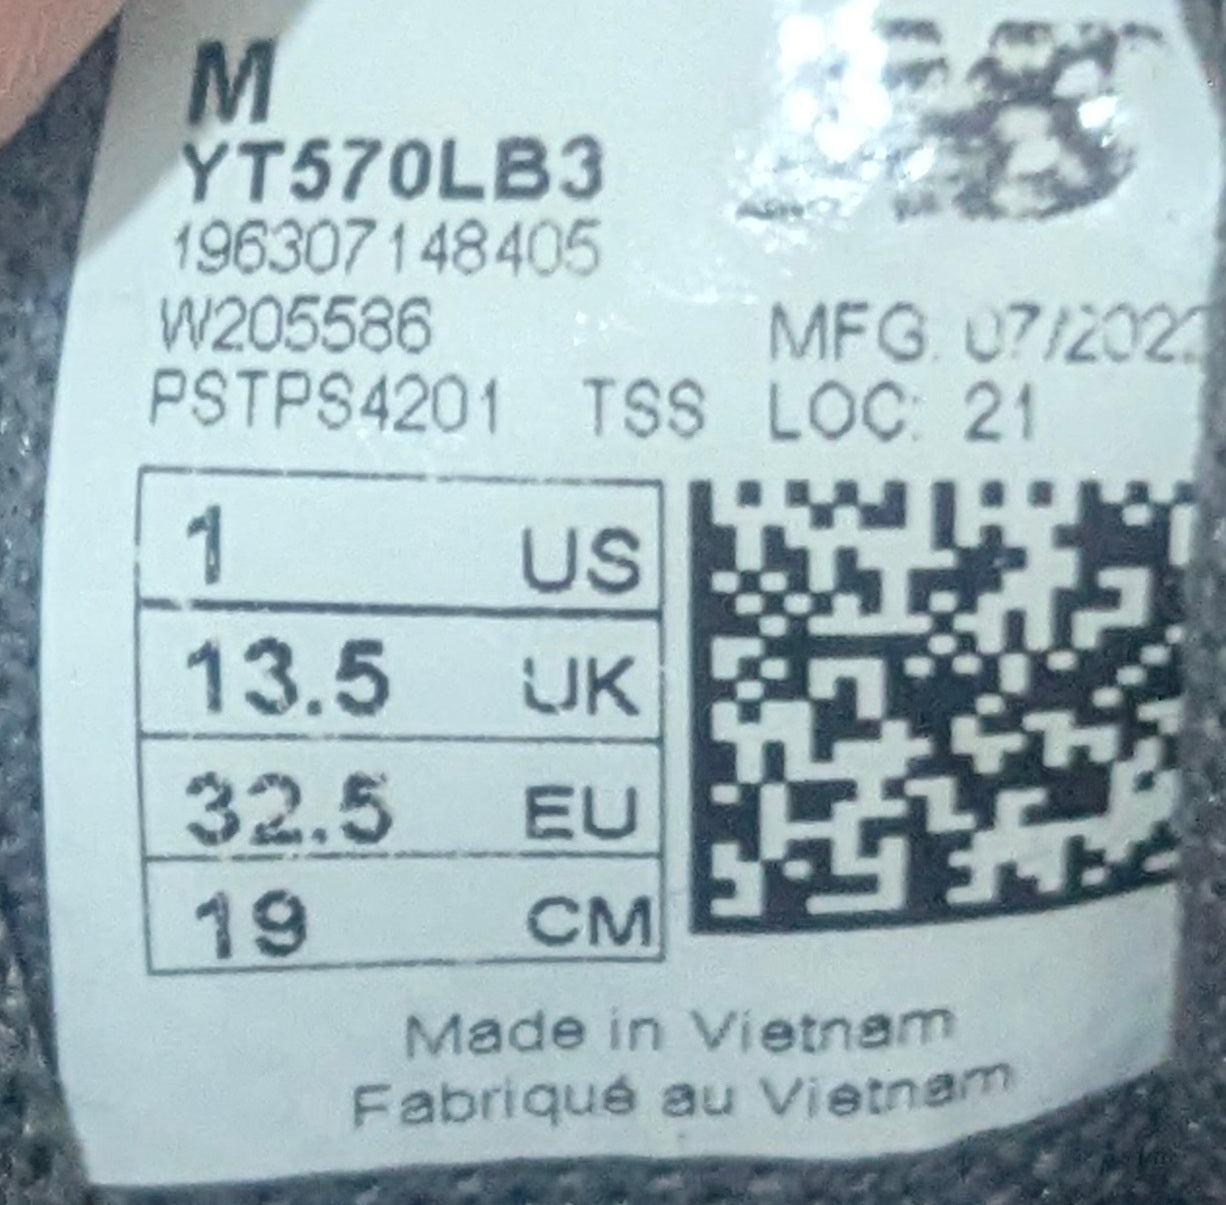 M
YT570LB3
196307148405
W205586 MFG. 07/202
PSTPS4201 TSS LOC: 21
1 US
13.5 UK
32.5 EU
19 CM
Made in Vietnam
Fabriqué au Vietnam